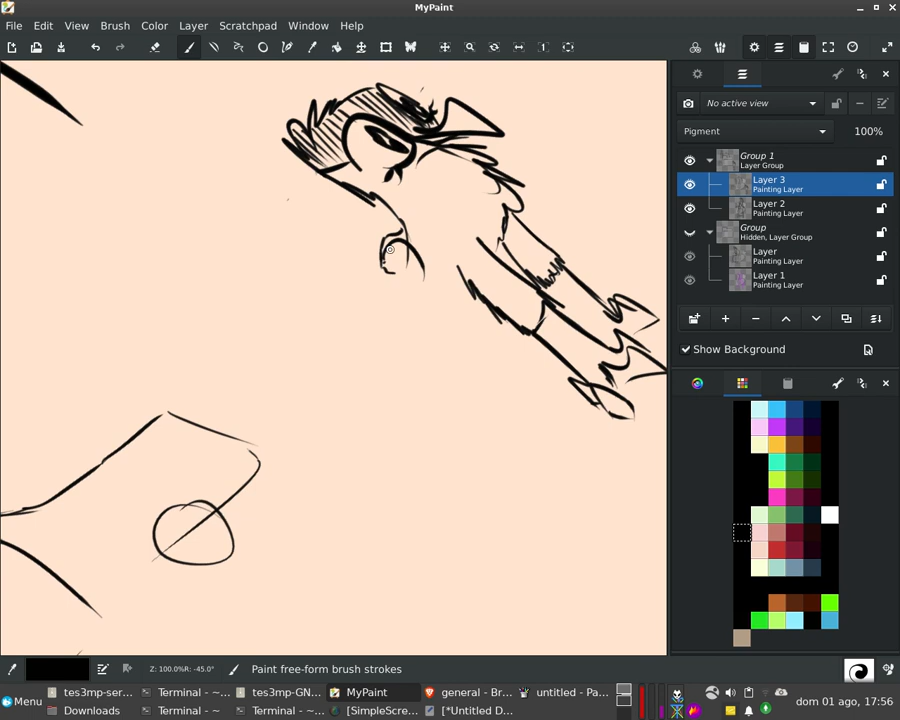 MyPaint
File Edit View Brush Color Layer Scratchpad Window Help
No active view
Pigment 100%
Group 1
Layer Group
Layer 3
Painting Layer
Layer 2
Painting Layer
Group
Hidden, Layer Group
Layer
Painting Layer
Layer 1
Painting Layer
Show Background
Z: 100.0%R: -45.0° Paint free-form brush strokes
Menu
tes3mp-ser... Terminal - ~... tes3mp-GN... MyPaint general - Br... untitled - Pa...
Downloads Terminal - ~ Terminal - ~... [SimpleScre... [*Untitled D...
dom 01 ago, 17:56